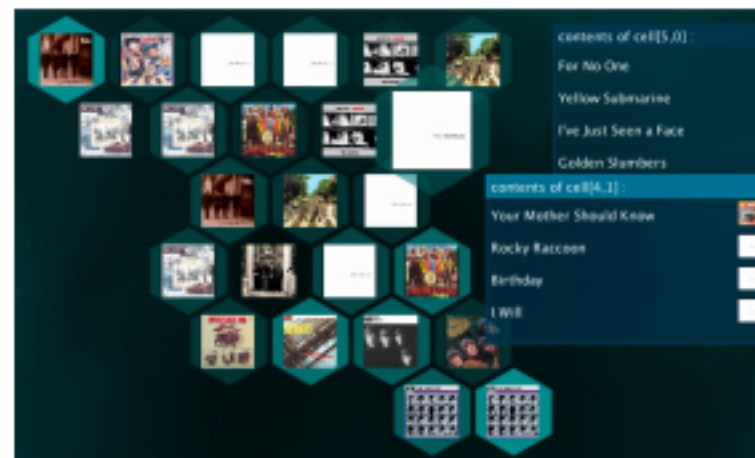 contents of cell[5,0] :
For No One
Yellow Submarine
I've Just Seen a Face
Golden Slumbers
contents of cell[4,1] :
Your Mother Should Know
Rocky Raccoon
Birthday
I Will